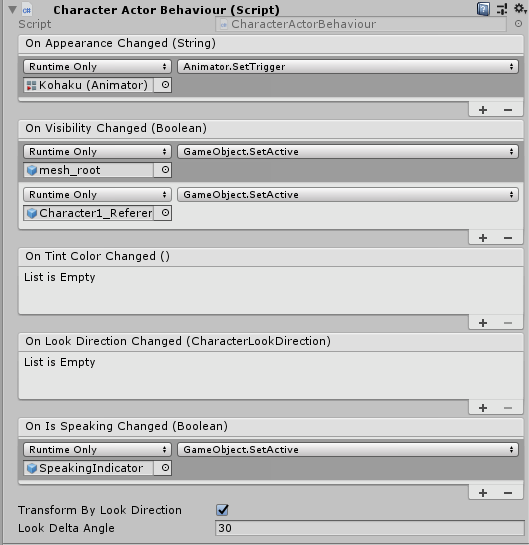 Character Actor Behaviour (Script)
Script CharacterActorBehaviour
On Appearance Changed (String)
Runtime Only Animator.SetTrigger
Kohaku (Animator)
+ −
On Visibility Changed (Boolean)
Runtime Only GameObject.SetActive
mesh_root
Runtime Only GameObject.SetActive
Character1_Referer
+ −
On Tint Color Changed ()
List is Empty
+ −
On Look Direction Changed (CharacterLookDirection)
List is Empty
+ −
On Is Speaking Changed (Boolean)
Runtime Only GameObject.SetActive
SpeakingIndicator
+ −
Transform By Look Direction
Look Delta Angle 30